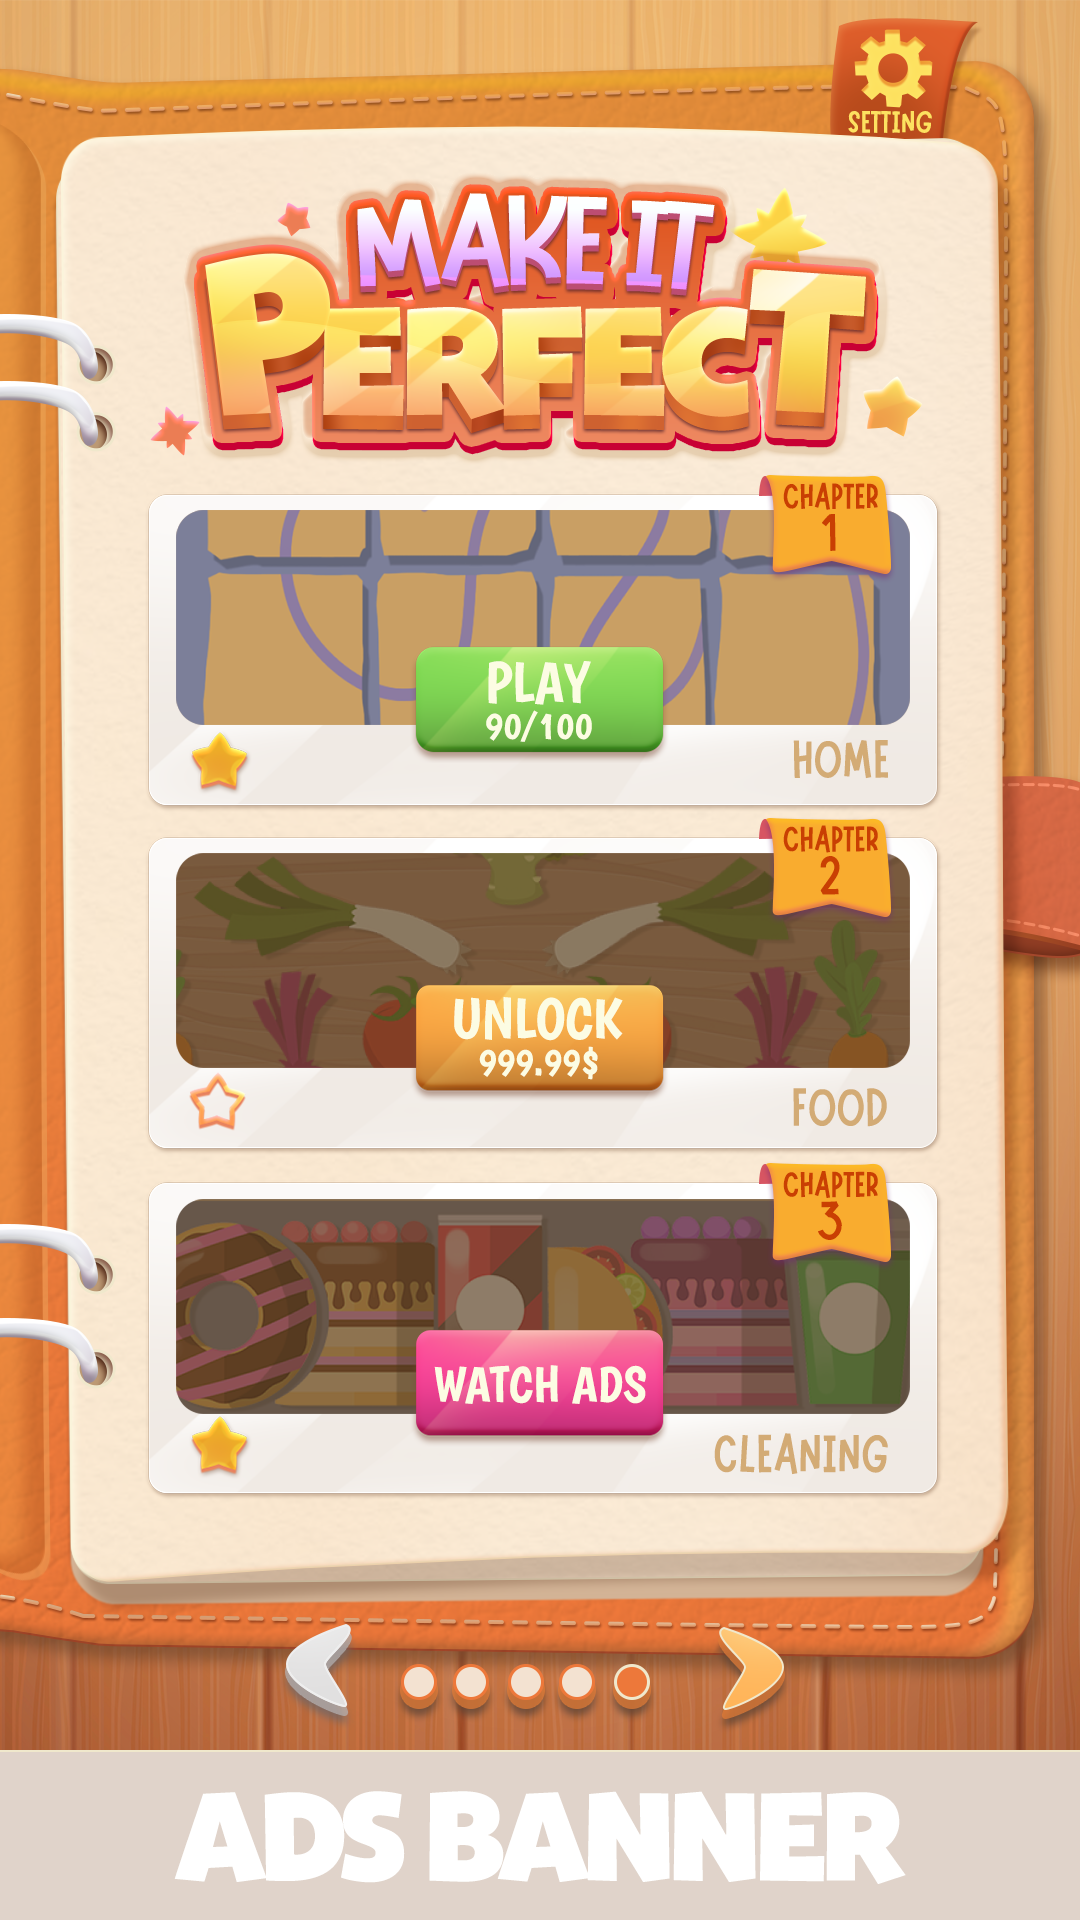 SETTING
MAKE IT
PERFECT
CHAPTER
1
PLAY
90/100
HOME
CHAPTER
2
UNLOCK
999.99$
FOOD
CHAPTER
3
WATCH ADS
CLEANING
ADS BANNER